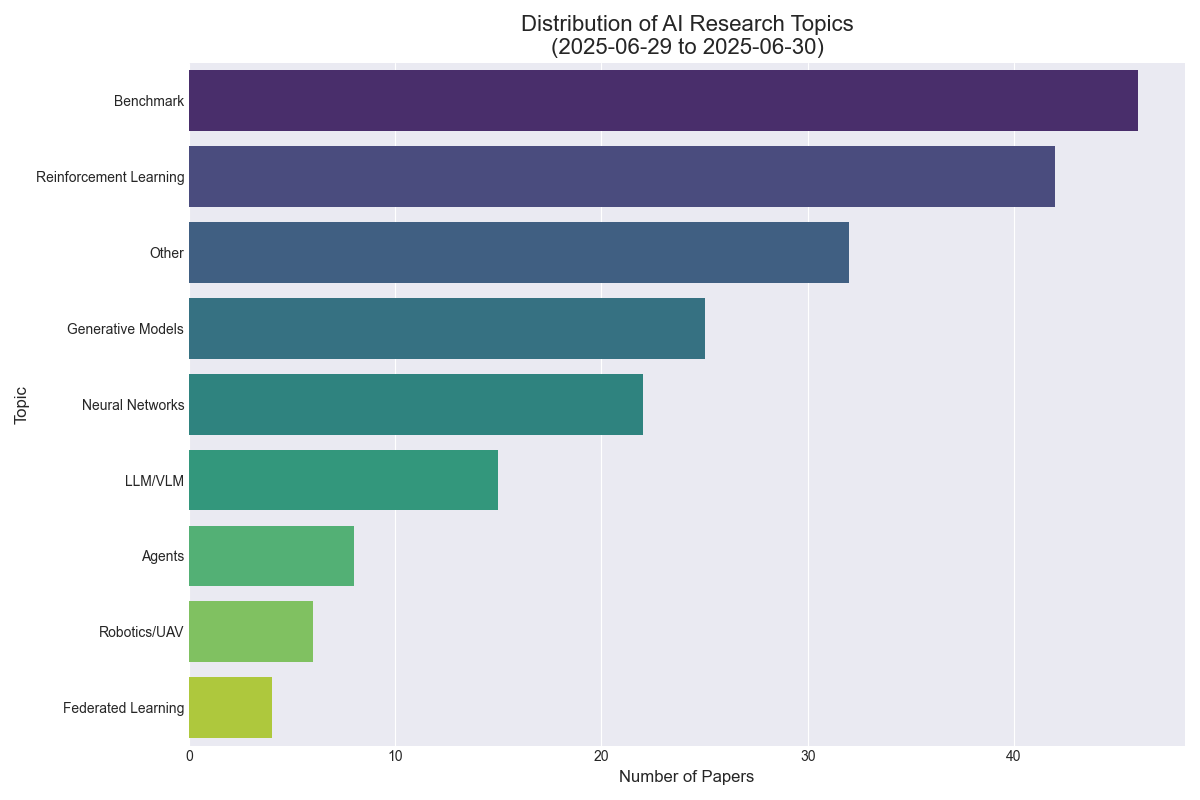 Distribution of AI Research Topics
(2025-06-29 to 2025-06-30)
Topic
Benchmark
Reinforcement Learning
Other
Generative Models
Neural Networks
LLM/VLM
Agents
Robotics/UAV
Federated Learning
0 10 20 30 40
Number of Papers